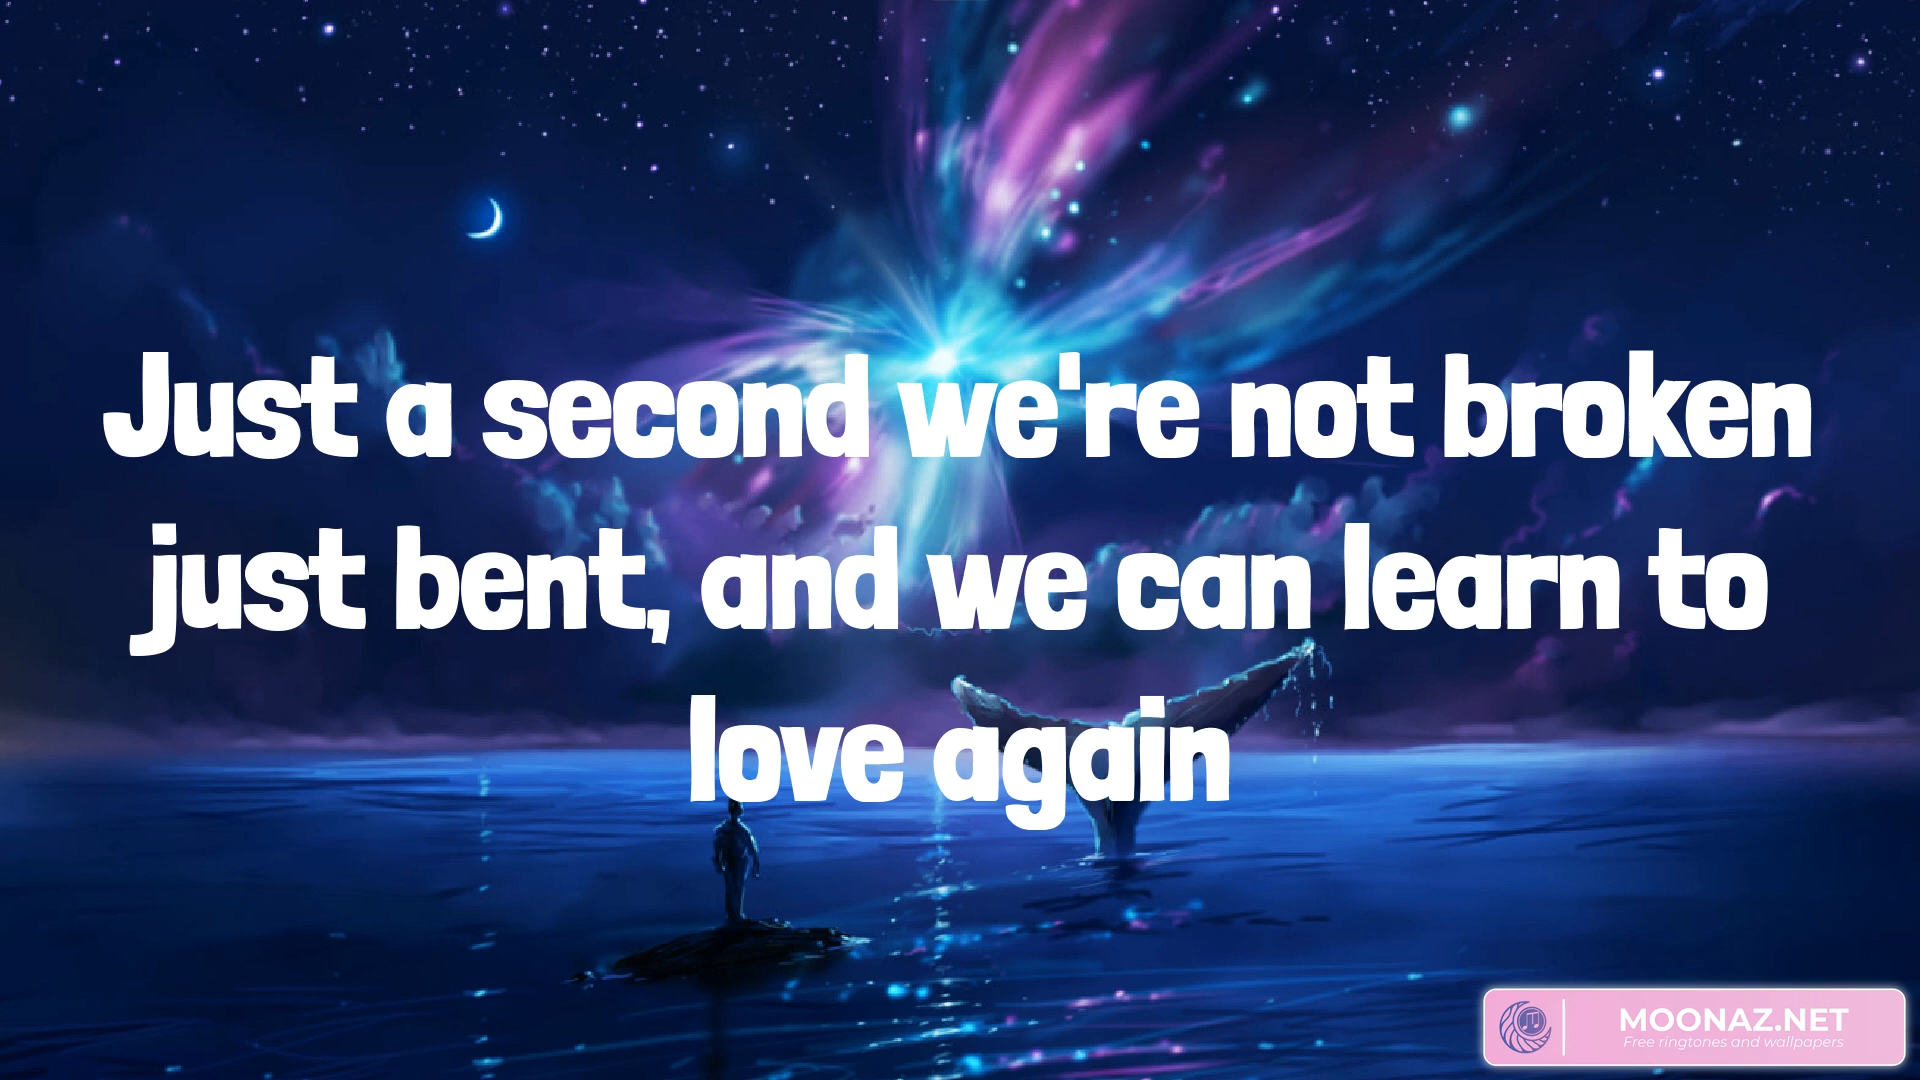 Just a second we're not broken
just bent, and we can learn to
love again
MOONAZ.NET
Free ringtones and wallpapers